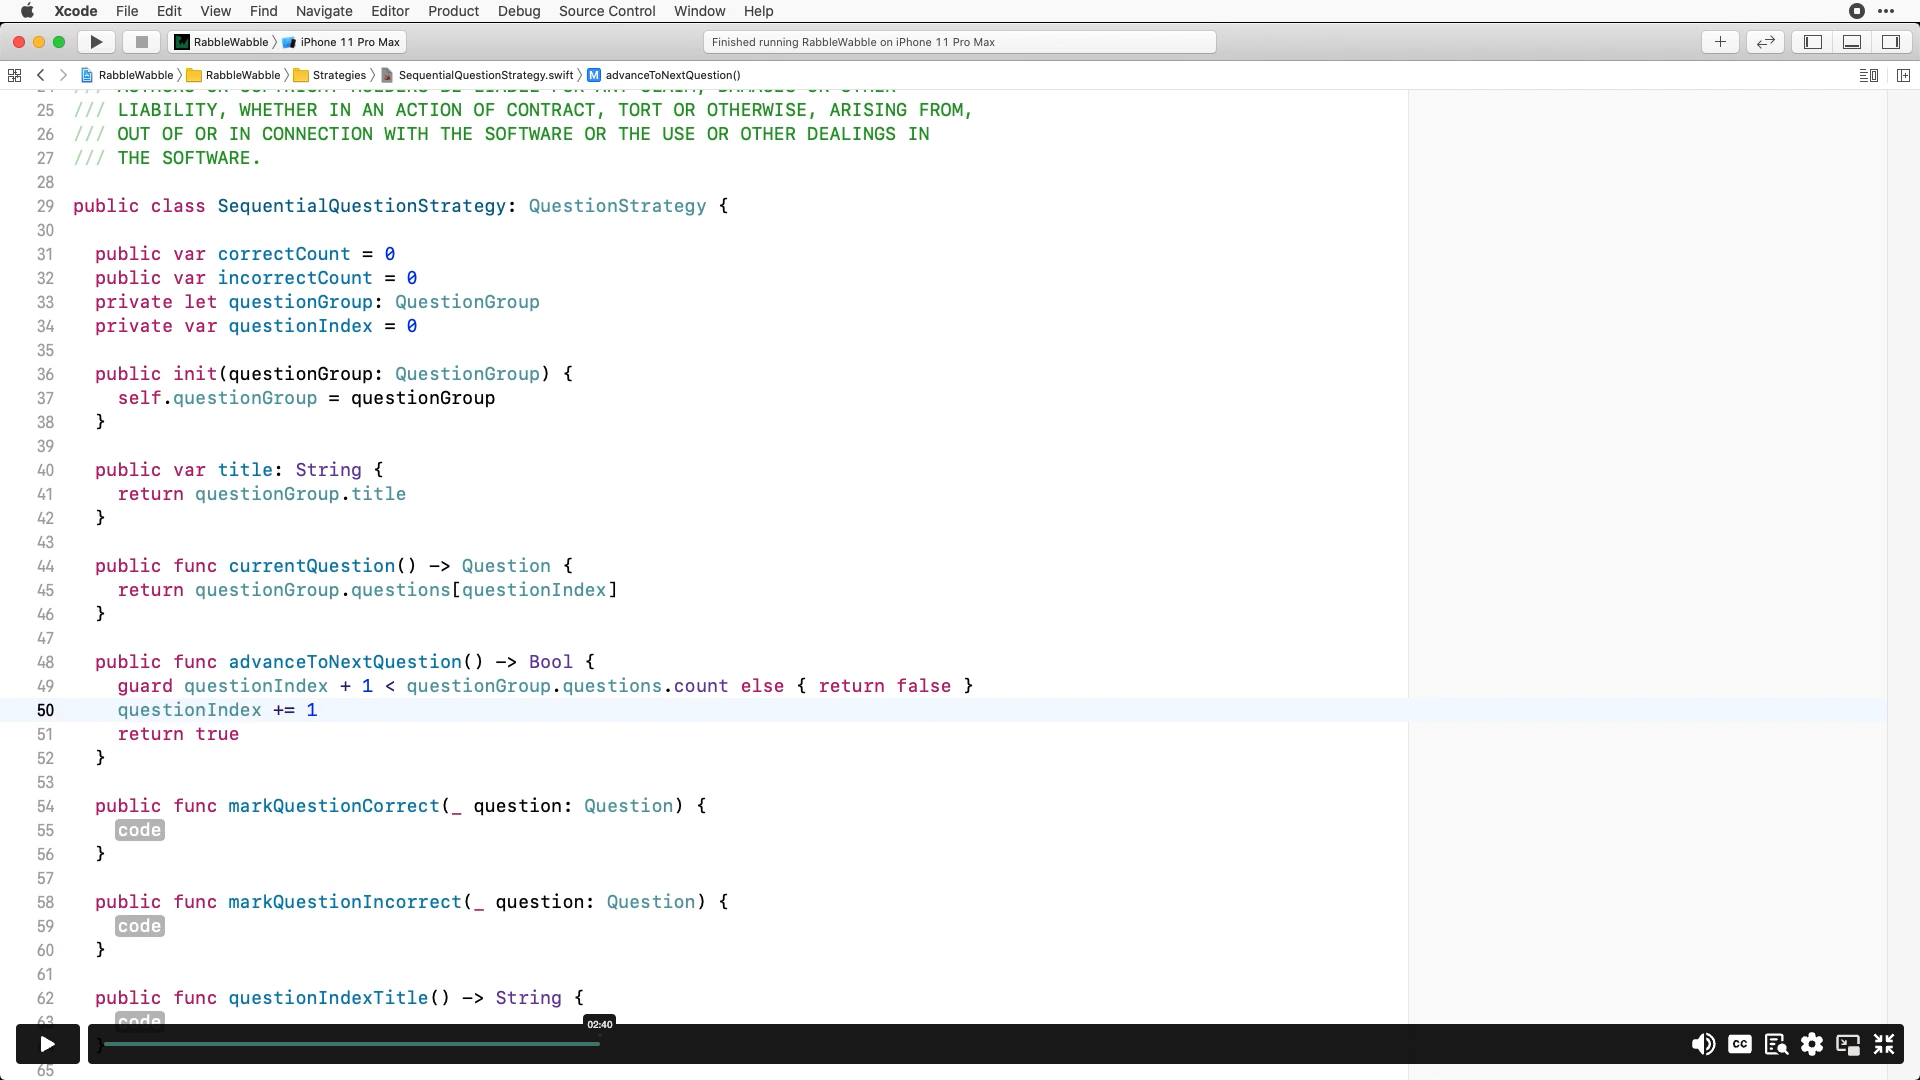 Xcode File Edit View Find Navigate Editor Product Debug Source Control Window Help
RabbleWabble iPhone 11 Pro Max Finished running RabbleWabble on iPhone 11 Pro Max
RabbleWabble RabbleWabble Strategies SequentialQuestionStrategy.swift M advanceToNextQuestion()
25 /// LIABILITY, WHETHER IN AN ACTION OF CONTRACT, TORT OR OTHERWISE, ARISING FROM,
26 /// OUT OF OR IN CONNECTION WITH THE SOFTWARE OR THE USE OR OTHER DEALINGS IN
27 /// THE SOFTWARE.
28
29 public class SequentialQuestionStrategy: QuestionStrategy {
30
31 public var correctCount = 0
32 public var incorrectCount = 0
33 private let questionGroup: QuestionGroup
34 private var questionIndex = 0
35
36 public init(questionGroup: QuestionGroup) {
37 self.questionGroup = questionGroup
38 }
39
40 public var title: String {
41 return questionGroup.title
42 }
43
44 public func currentQuestion() -> Question {
45 return questionGroup.questions[questionIndex]
46 }
47
48 public func advanceToNextQuestion() -> Bool {
49 guard questionIndex + 1 < questionGroup.questions.count else { return false }
50 questionIndex += 1
51 return true
52 }
53
54 public func markQuestionCorrect(_ question: Question) {
55 code
56 }
57
58 public func markQuestionIncorrect(_ question: Question) {
59 code
60 }
61
62 public func questionIndexTitle() -> String {
63 code
02:40
}
CC
65